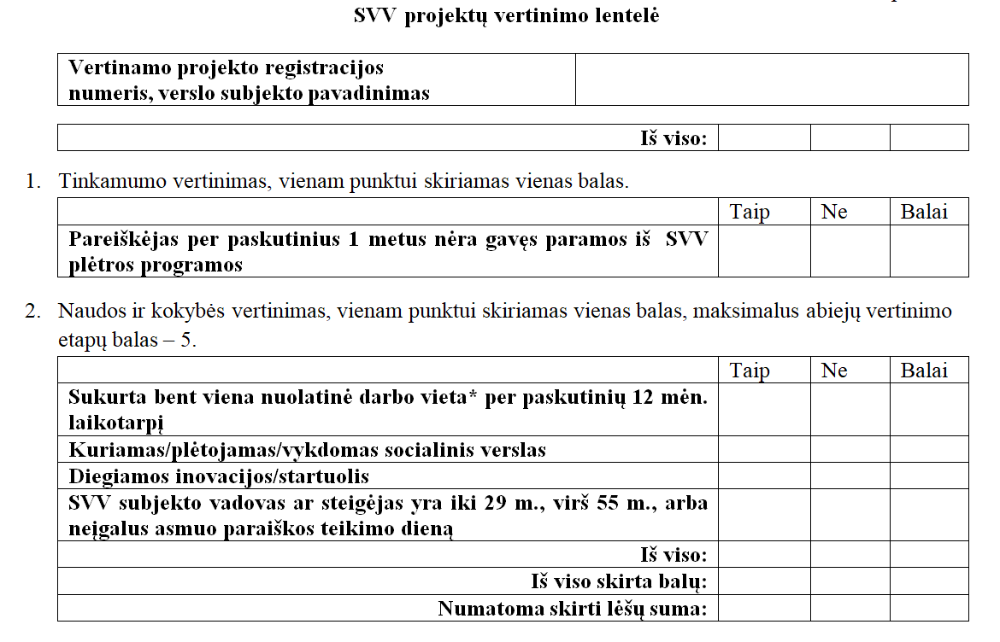 SVV projektų vertinimo lentelė
Vertinamo projekto registracijos
numeris, verslo subjekto pavadinimas
Iš viso:
1. Tinkamumo vertinimas, vienam punktui skiriamas vienas balas.
Taip Ne Balai
Pareiškėjas per paskutinius 1 metus nėra gavęs paramos iš SVV
plėtros programos
2. Naudos ir kokybės vertinimas, vienam punktui skiriamas vienas balas, maksimalus abiejų vertinimo
etapų balas – 5.
Taip Ne Balai
Sukurta bent viena nuolatinė darbo vieta* per paskutinių 12 mėn.
laikotarpį
Kuriamas/plėtojamas/vykdomas socialinis verslas
Diegiamos inovacijos/startuolis
SVV subjekto vadovas ar steigėjas yra iki 29 m., virš 55 m., arba
neįgalus asmuo paraiškos teikimo dieną
Iš viso:
Iš viso skirta balų:
Numatoma skirti lėšų suma: